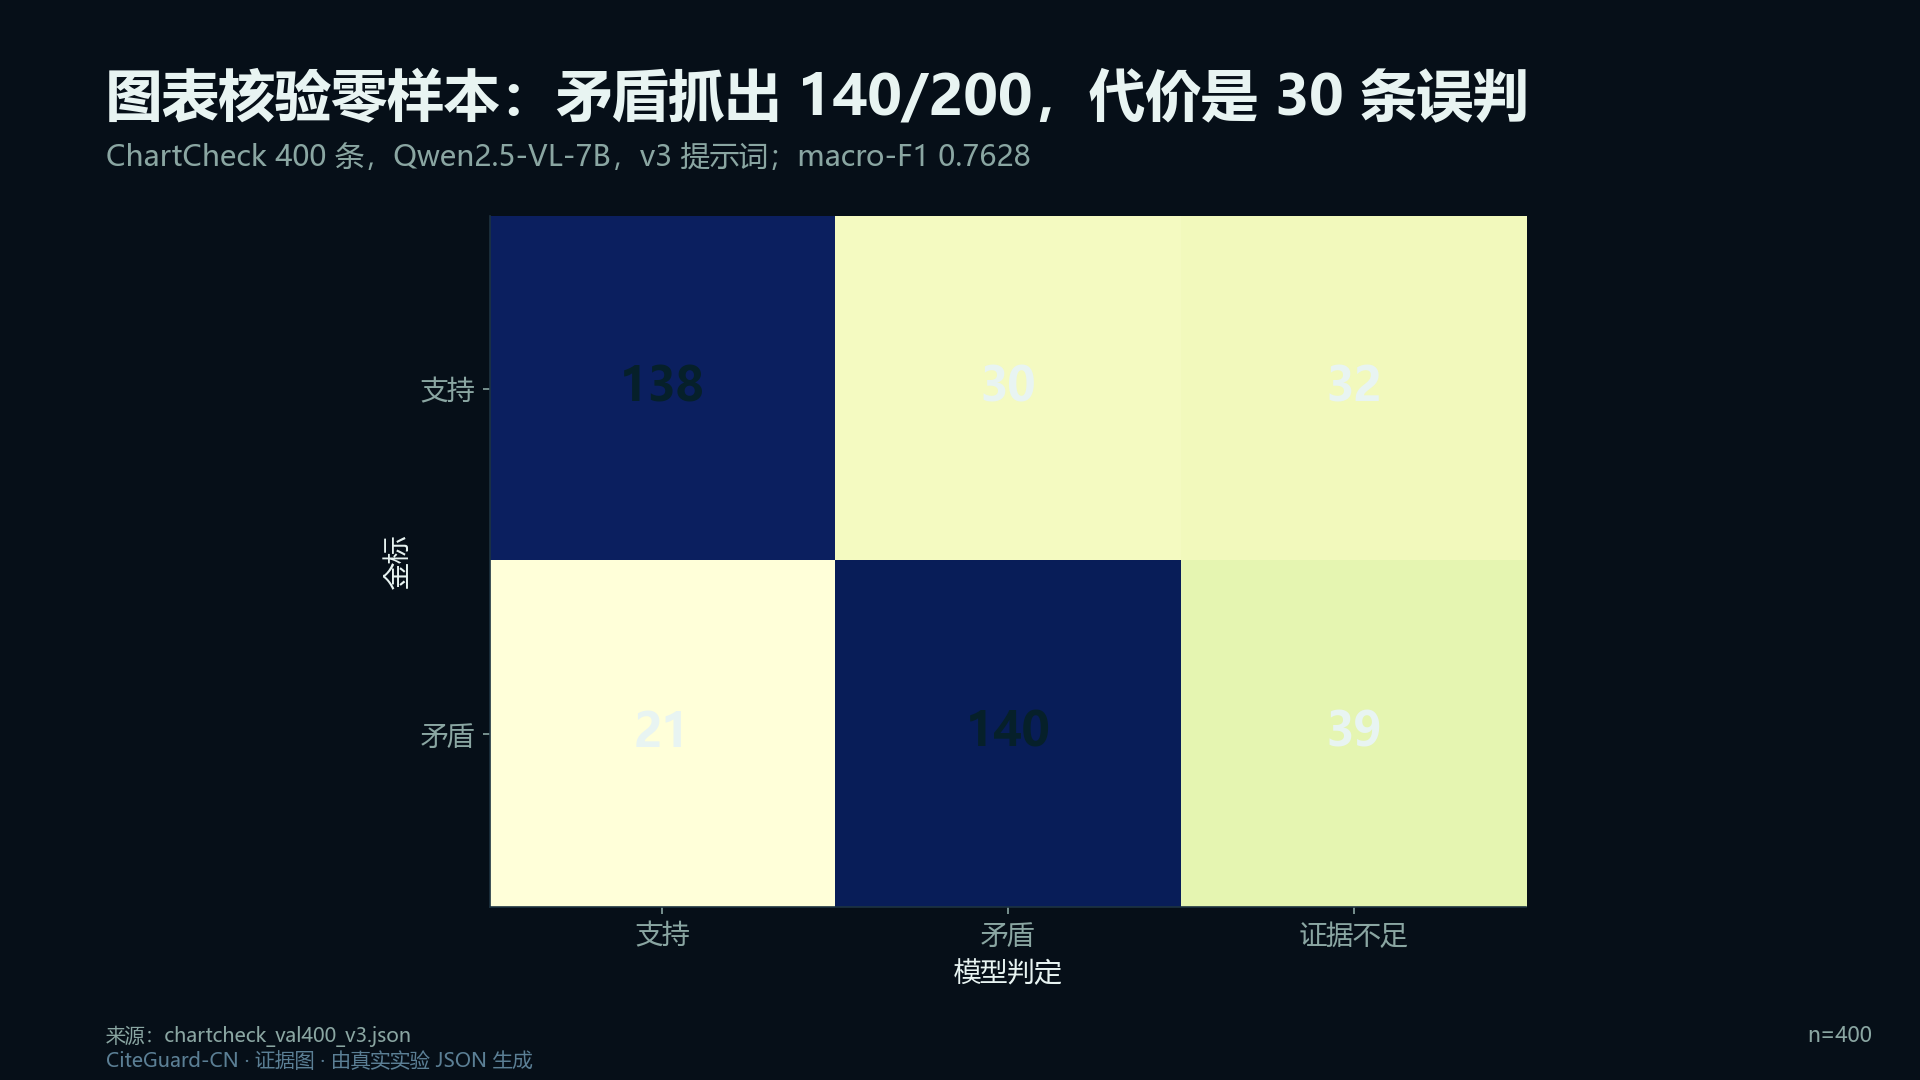 图表核验零样本：矛盾抓出 140/200，代价是 30 条误判
ChartCheck 400 条，Qwen2.5-VL-7B，v3 提示词；macro-F1 0.7628
支持
138
30
32
金标
矛盾
21
140
39
支持
矛盾
证据不足
模型判定
来源：chartcheck_val400_v3.json
n=400
CiteGuard-CN · 证据图 · 由真实实验 JSON 生成